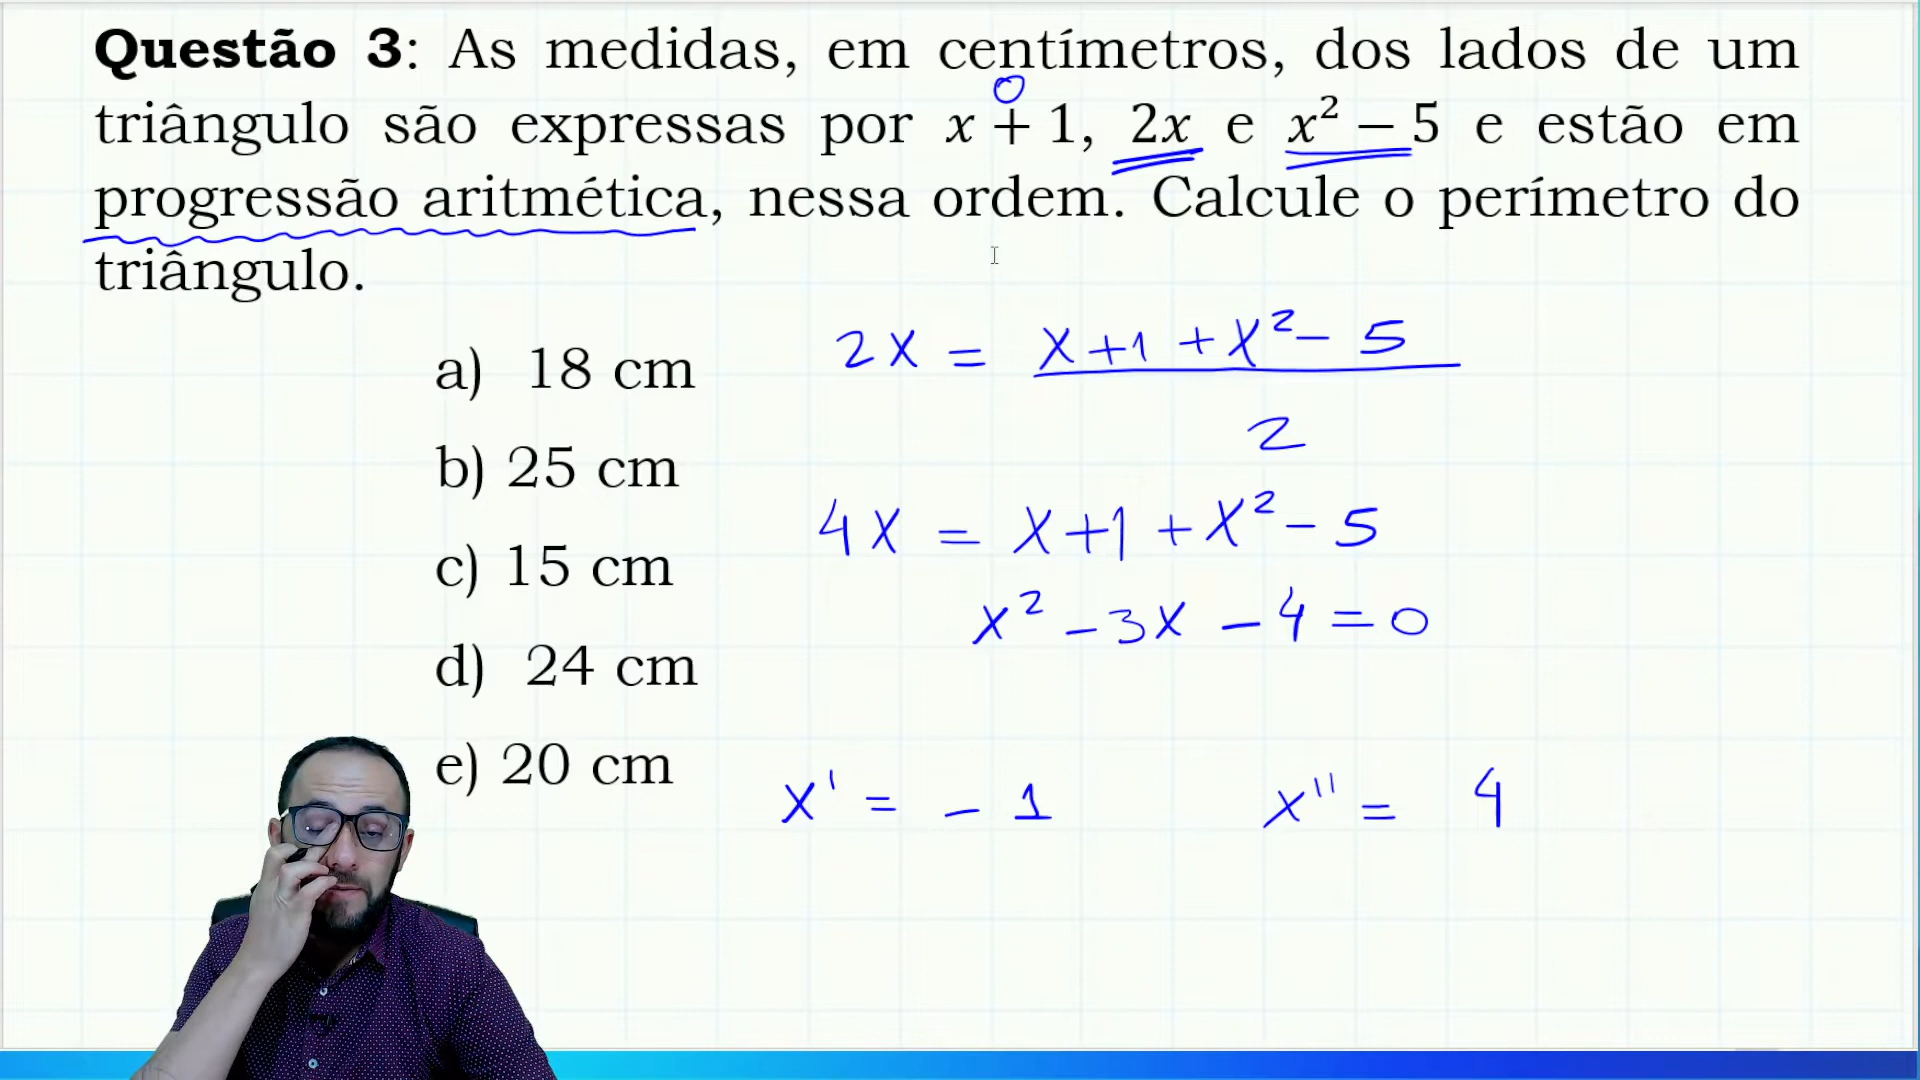 Questão 3: As medidas, em centímetros, dos lados de um
triângulo são expressas por x + 1, 2x e x² − 5 e estão em
progressão aritmética, nessa ordem. Calcule o perímetro do
triângulo.
0
a) 18 cm
b) 25 cm
c) 15 cm
d) 24 cm
e) 20 cm
2x = x+1 + x² − 5
2
4x = x+1 + x² − 5
x² − 3x − 4 = 0
x' = − 1 x'' = 4